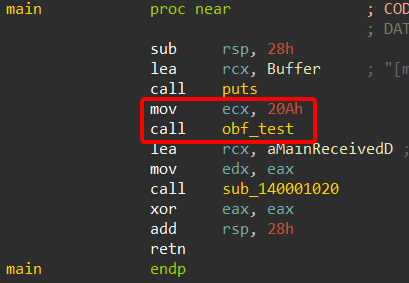 main proc near ; COD
; DAT
sub rsp, 28h
lea rcx, Buffer ; "[m
call puts
mov ecx, 20Ah
call obf_test
lea rcx, aMainReceivedD ;
mov edx, eax
call sub_140001020
xor eax, eax
add rsp, 28h
retn
main endp